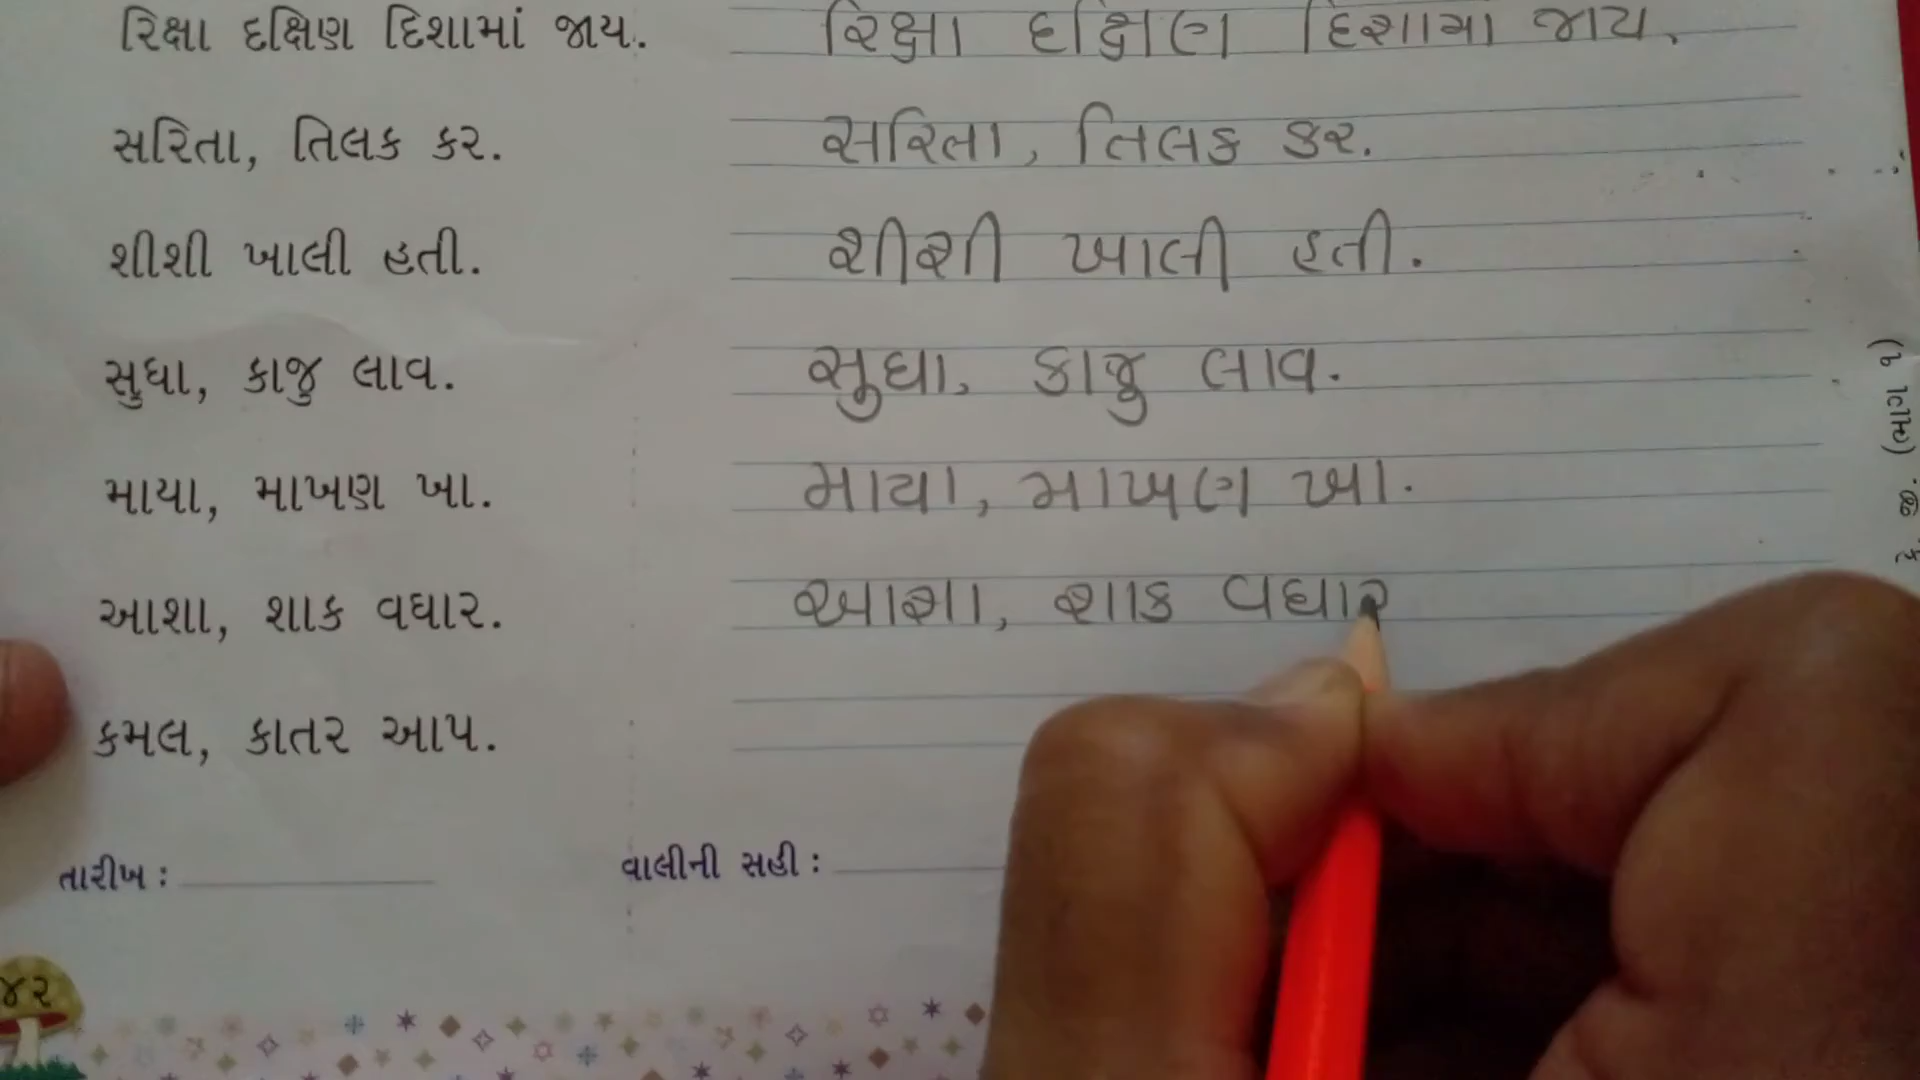 રિક્ષા દક્ષિણ દિશામાં જાય. રિક્ષા દક્ષિણ દિશામા જાય.
સરિતા, તિલક કર. સરિતા, તિલક કર.
શીશી ખાલી હતી. શીશી ખાલી હતી.
સુધા, કાજુ લાવ. સુધા, કાજુ લાવ.
માયા, માખણ ખા. માયા, માખણ ખા.
આશા, શાક વઘાર. આશા, શાક વઘાર
કમલ, કાતર આપ.
તારીખ : વાલીની સહી :
૪૨